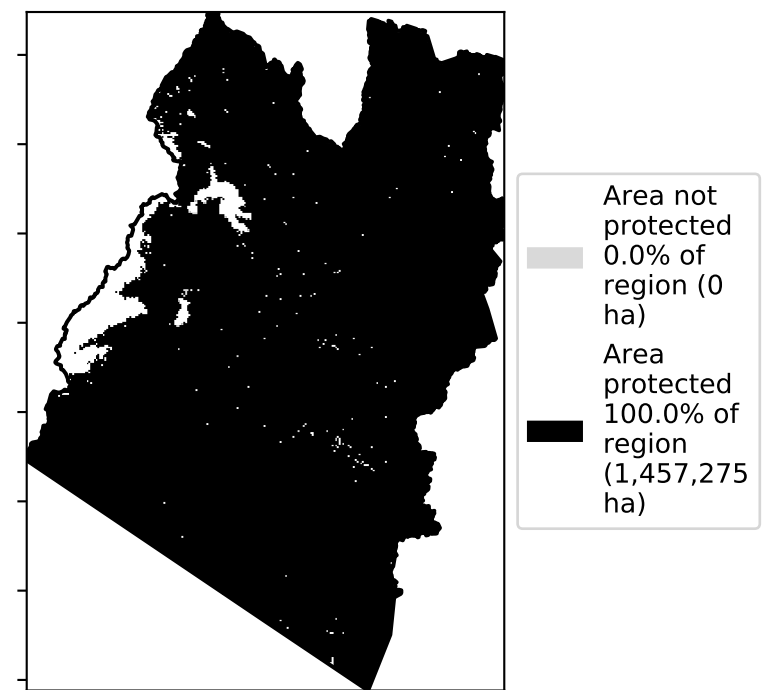 Area not
protected
0.0% of
region (0
ha)
Area
protected
100.0% of
region
(1,457,275
ha)